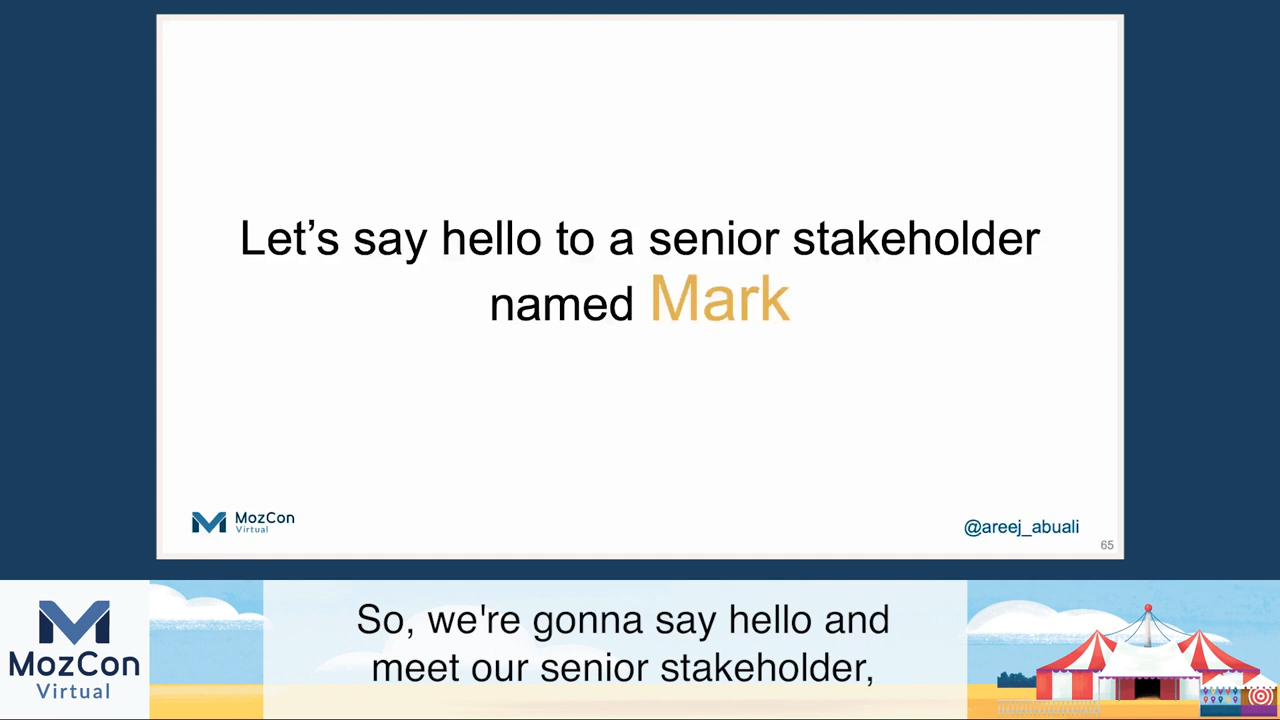 Let’s say hello to a senior stakeholder
named Mark
MozCon
Virtual
@areej_abuali
65
MozCon
Virtual
So, we're gonna say hello and
meet our senior stakeholder,